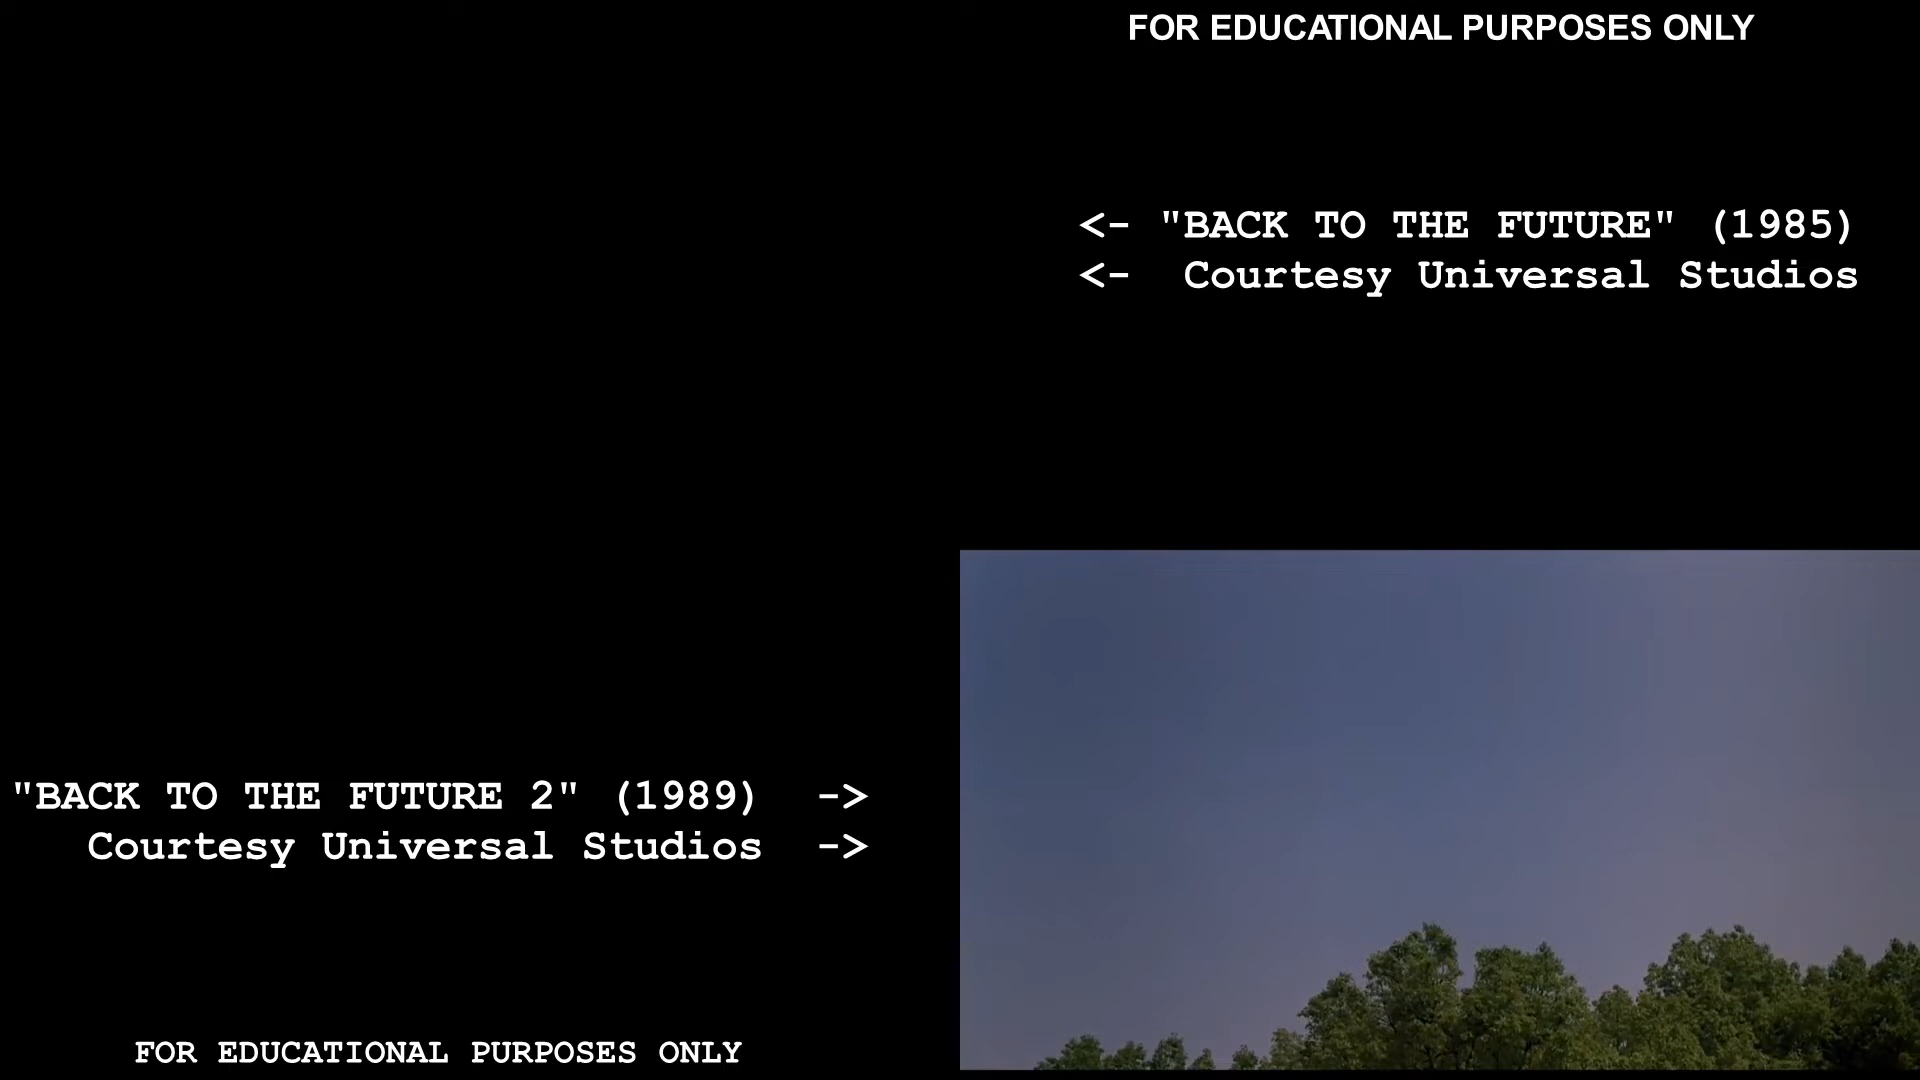 FOR EDUCATIONAL PURPOSES ONLY
<- "BACK TO THE FUTURE" (1985)
<- Courtesy Universal Studios
"BACK TO THE FUTURE 2" (1989) ->
Courtesy Universal Studios ->
FOR EDUCATIONAL PURPOSES ONLY